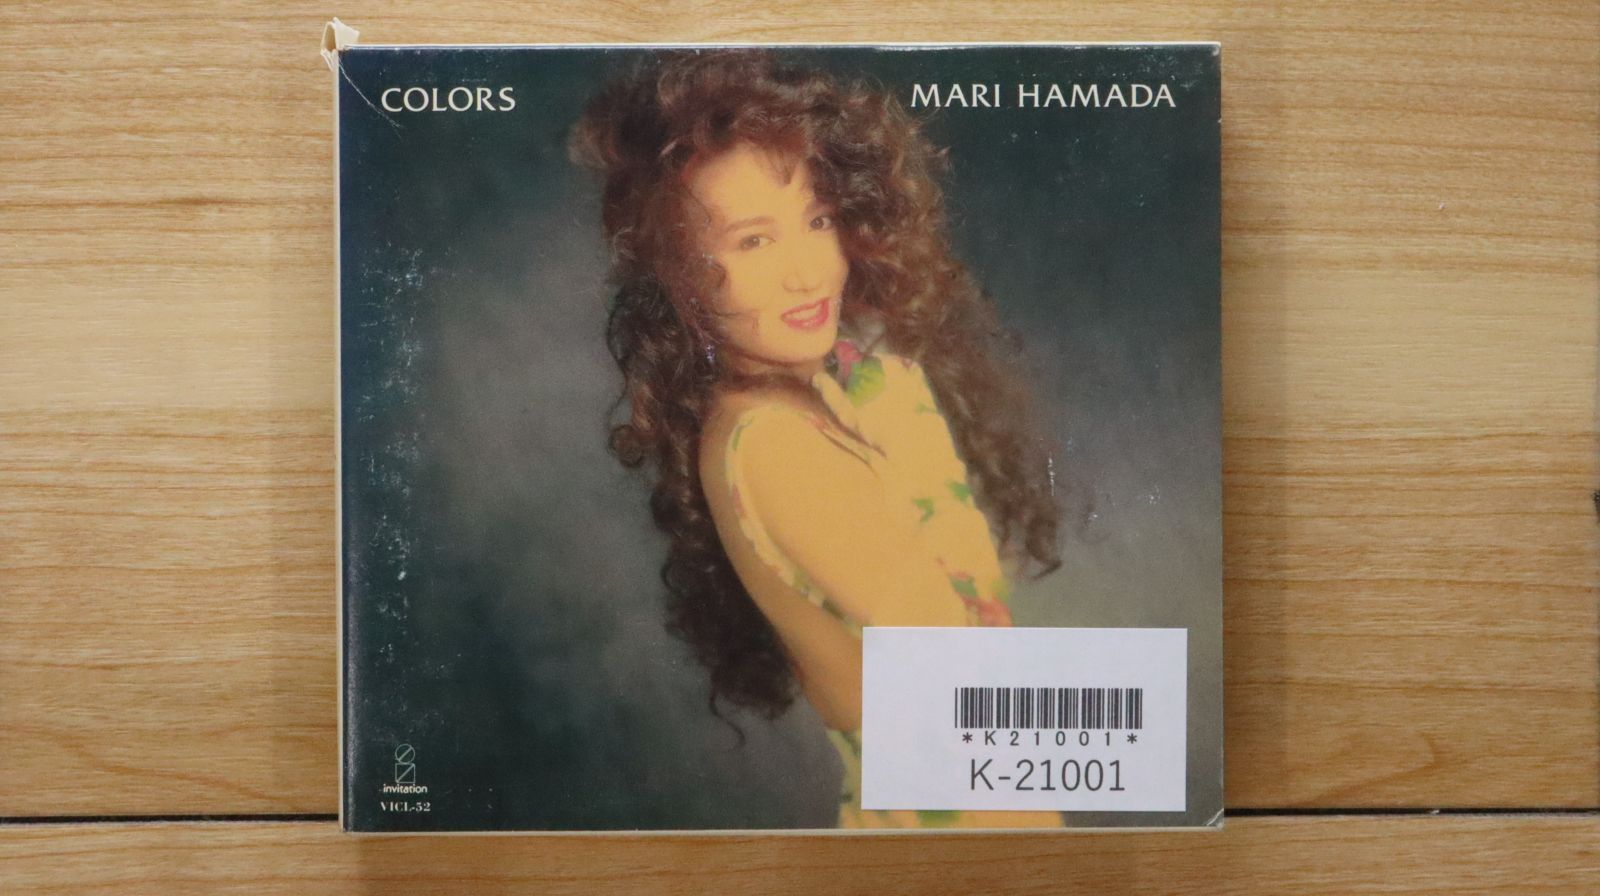 COLORS
MARI HAMADA
*K21001*
K-21001
invitation
VICL-52